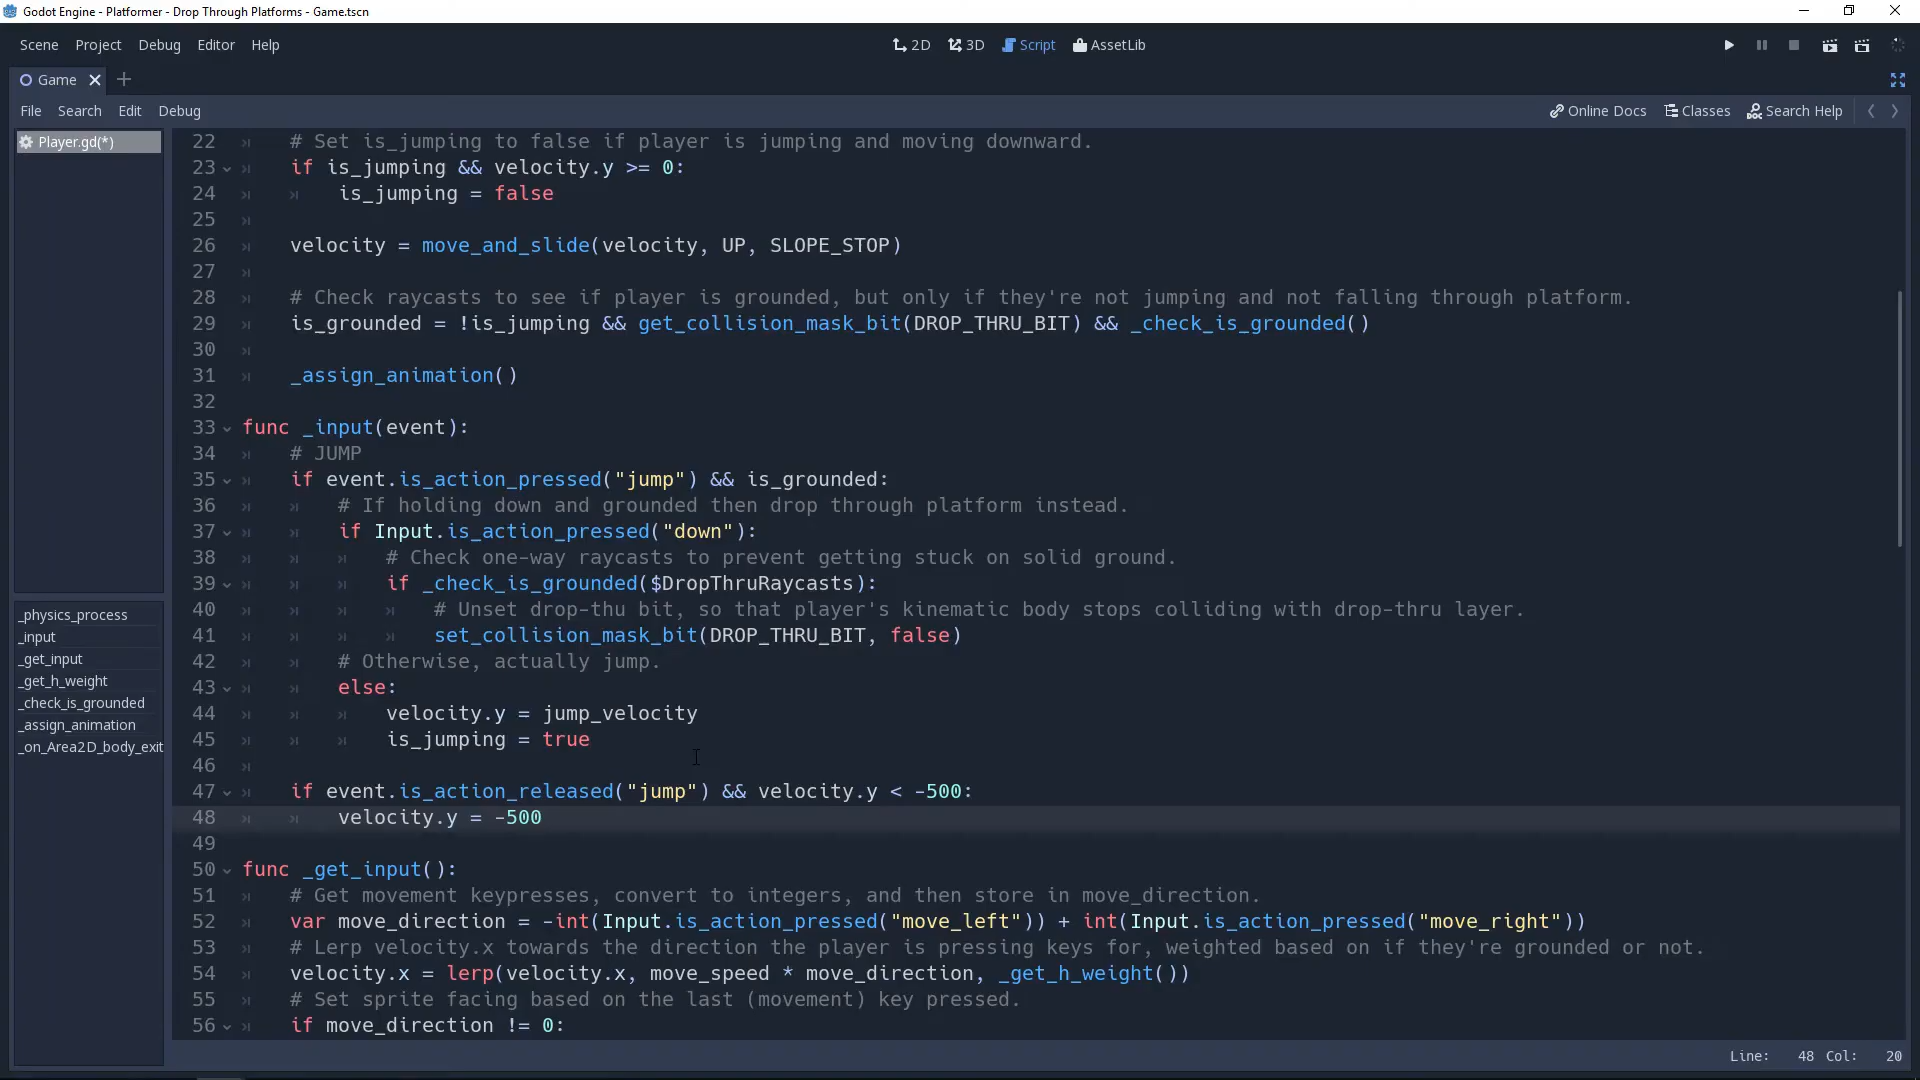 Godot Engine - Platformer - Drop Through Platforms - Game.tscn
Scene Project Debug Editor Help 2D 3D Script AssetLib
Game
File Search Edit Debug Online Docs Classes Search Help
Player.gd(*)
22 # Set is_jumping to false if player is jumping and moving downward.
23 if is_jumping && velocity.y >= 0:
24 is_jumping = false
25
26 velocity = move_and_slide(velocity, UP, SLOPE_STOP)
27
28 # Check raycasts to see if player is grounded, but only if they're not jumping and not falling through platform.
29 is_grounded = !is_jumping && get_collision_mask_bit(DROP_THRU_BIT) && _check_is_grounded()
30
31 _assign_animation()
32
33 func _input(event):
34 # JUMP
35 if event.is_action_pressed("jump") && is_grounded:
36 # If holding down and grounded then drop through platform instead.
37 if Input.is_action_pressed("down"):
38 # Check one-way raycasts to prevent getting stuck on solid ground.
39 if _check_is_grounded($DropThruRaycasts):
40 # Unset drop-thu bit, so that player's kinematic body stops colliding with drop-thru layer.
41 set_collision_mask_bit(DROP_THRU_BIT, false)
42 # Otherwise, actually jump.
43 else:
44 velocity.y = jump_velocity
45 is_jumping = true
46
47 if event.is_action_released("jump") && velocity.y < -500:
48 velocity.y = -500
49
50 func _get_input():
51 # Get movement keypresses, convert to integers, and then store in move_direction.
52 var move_direction = -int(Input.is_action_pressed("move_left")) + int(Input.is_action_pressed("move_right"))
53 # Lerp velocity.x towards the direction the player is pressing keys for, weighted based on if they're grounded or not.
54 velocity.x = lerp(velocity.x, move_speed * move_direction, _get_h_weight())
55 # Set sprite facing based on the last (movement) key pressed.
56 if move_direction != 0:
_physics_process
_input
_get_input
_get_h_weight
_check_is_grounded
_assign_animation
_on_Area2D_body_exit
Line: 48 Col: 20